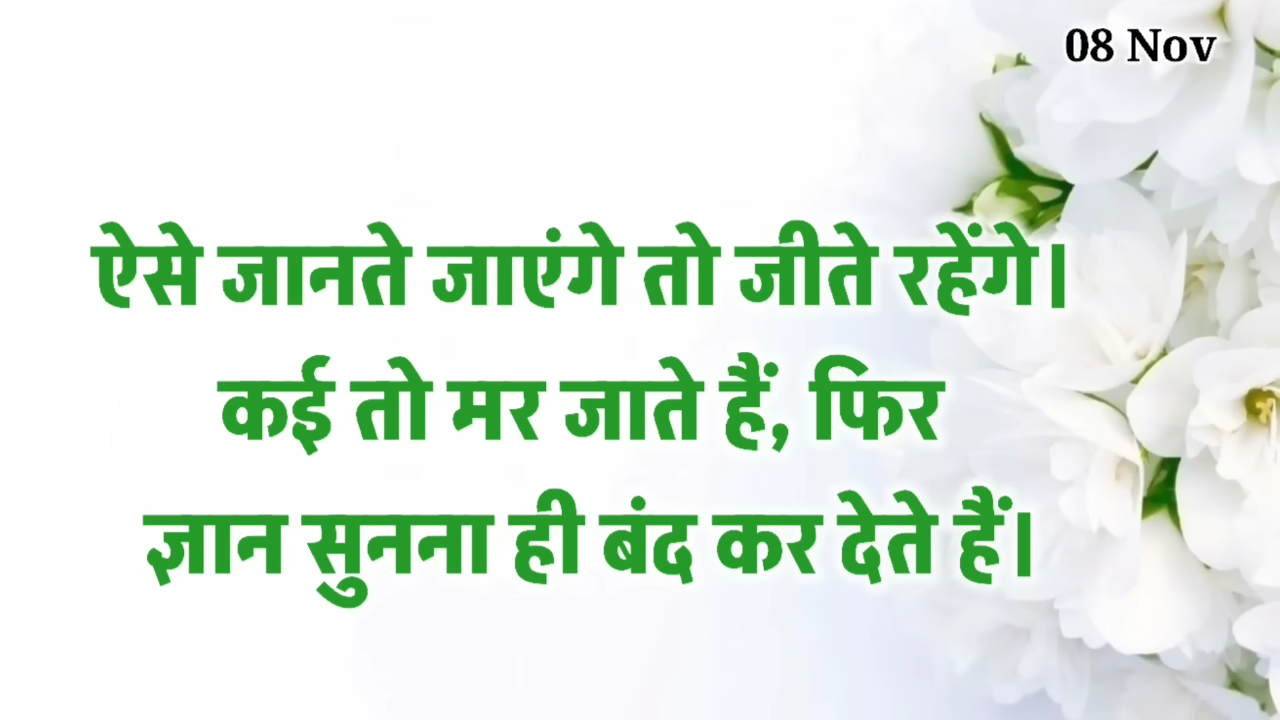 08 Nov
ऐसे जानते जाएंगे तो जीते रहेंगे।
कई तो मर जाते हैं, फिर
ज्ञान सुनना ही बंद कर देते हैं।